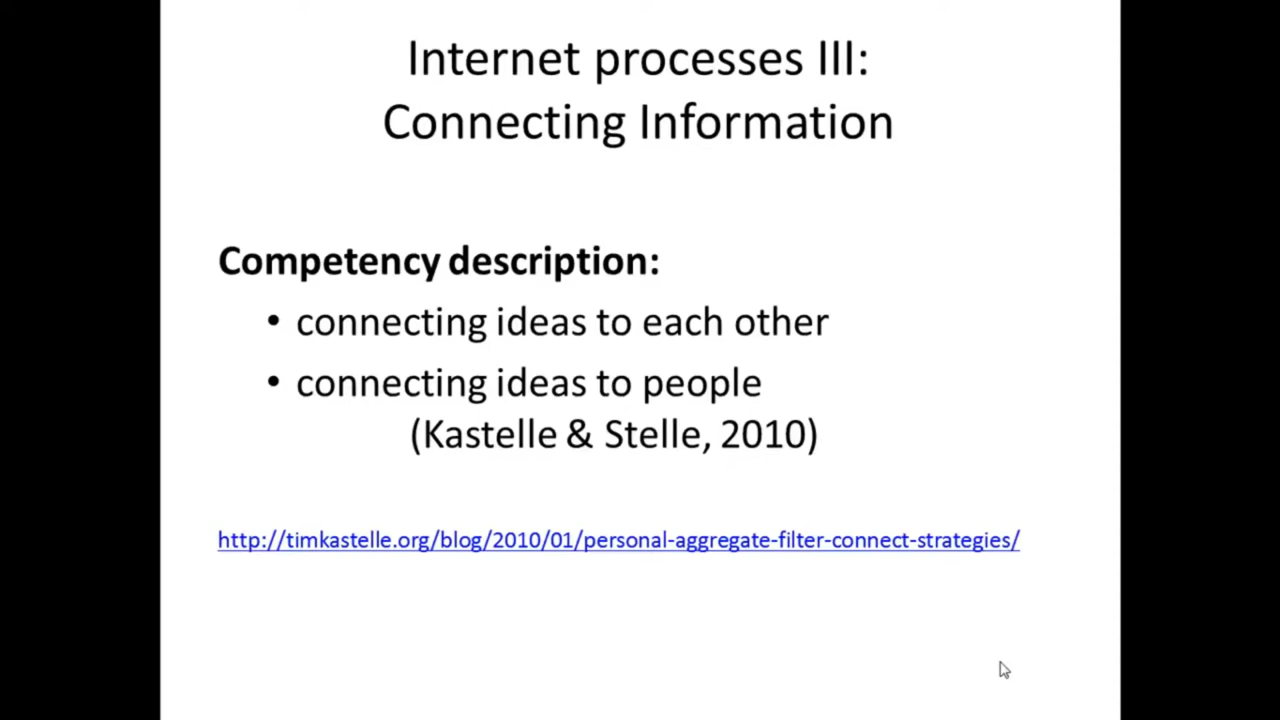 Internet processes III:
Connecting Information
Competency description:
• connecting ideas to each other
• connecting ideas to people
(Kastelle & Stelle, 2010)
http://timkastelle.org/blog/2010/01/personal-aggregate-filter-connect-strategies/